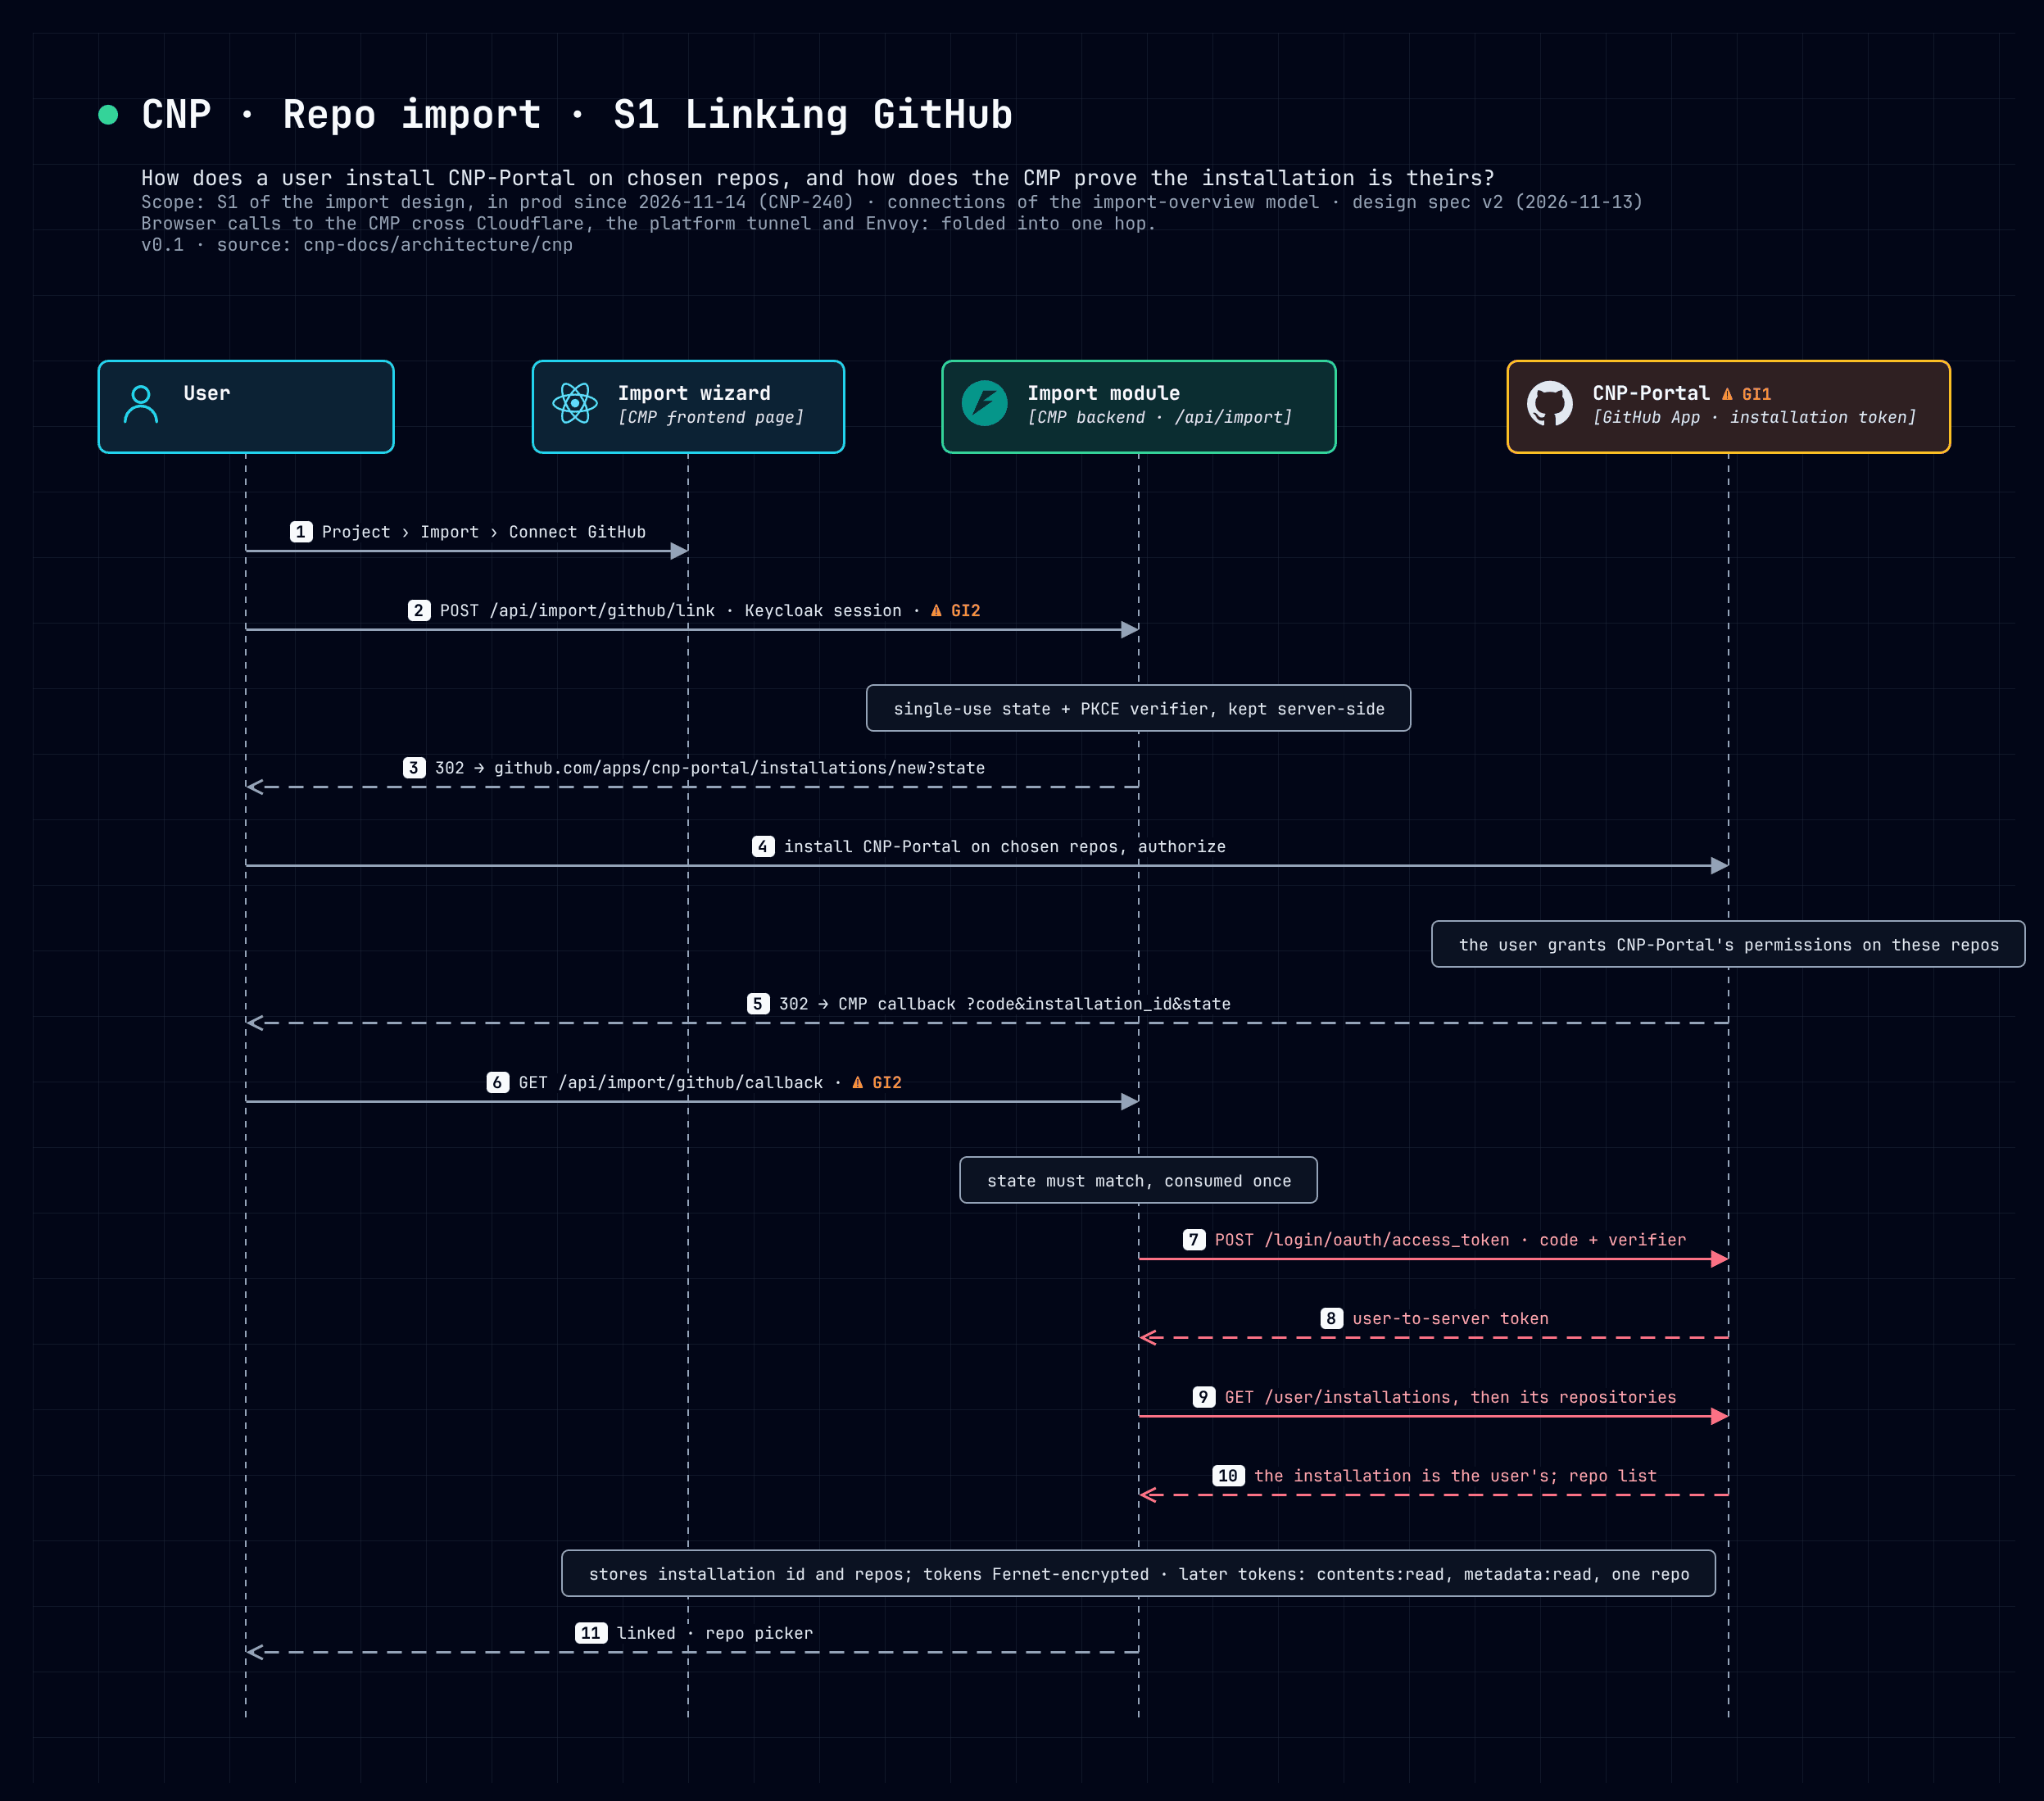 CNP · Repo import · S1 Linking GitHub
How does a user install CNP-Portal on chosen repos, and how does the CMP prove the installation is theirs?
Scope: S1 of the import design, in prod since 2026-11-14 (CNP-240) · connections of the import-overview model · design spec v2 (2026-11-13)
Browser calls to the CMP cross Cloudflare, the platform tunnel and Envoy: folded into one hop.
v0.1 · source: cnp-docs/architecture/cnp
User
Import wizard
[CMP frontend page]
Import module
[CMP backend · /api/import]
CNP-Portal ⚠ GI1
[GitHub App · installation token]
1 Project › Import › Connect GitHub
2 POST /api/import/github/link · Keycloak session · ⚠ GI2
single-use state + PKCE verifier, kept server-side
3 302 → github.com/apps/cnp-portal/installations/new?state
4 install CNP-Portal on chosen repos, authorize
the user grants CNP-Portal's permissions on these repos
5 302 → CMP callback ?code&installation_id&state
6 GET /api/import/github/callback · ⚠ GI2
state must match, consumed once
7 POST /login/oauth/access_token · code + verifier
8 user-to-server token
9 GET /user/installations, then its repositories
10 the installation is the user's; repo list
stores installation id and repos; tokens Fernet-encrypted · later tokens: contents:read, metadata:read, one repo
11 linked · repo picker